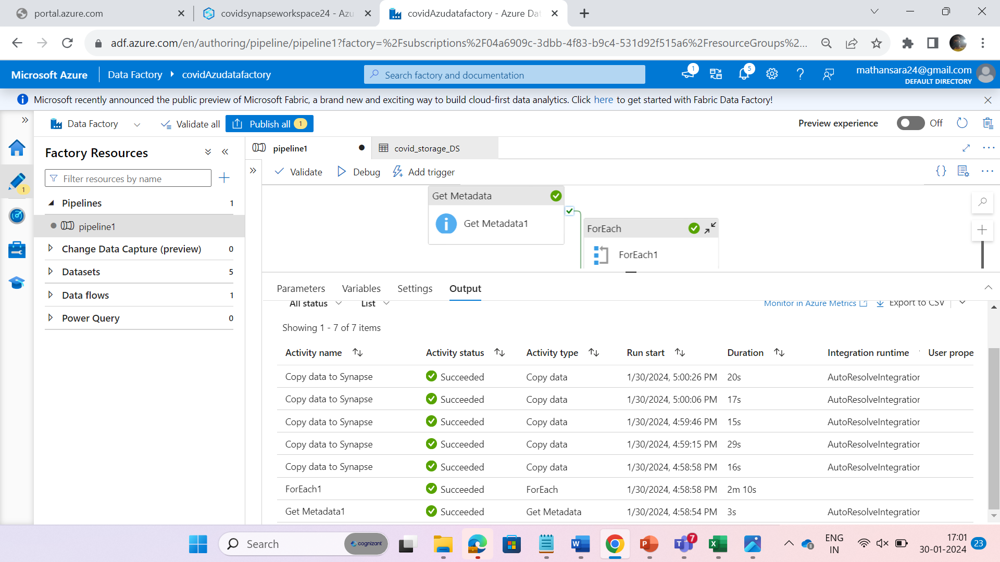 portal.azure.com
covidsynapseworkspace24 - Azu
covidAzudatafactory - Azure Dat
adf.azure.com/en/authoring/pipeline/pipeline1?factory=%2Fsubscriptions%2F04a6909c-3dbb-4f83-b9c4-531d92f515a6%2FresourceGroups%2...
Microsoft Azure
Data Factory
covidAzudatafactory
Search factory and documentation
1
5
mathansara24@gmail.com
DEFAULT DIRECTORY
Microsoft recently announced the public preview of Microsoft Fabric, a brand new and exciting way to build cloud-first data analytics. Click here to get started with Fabric Data Factory!
Data Factory
Validate all
Publish all 1
Preview experience
Off
Factory Resources
pipeline1
covid_storage_DS
Filter resources by name
Validate
Debug
Add trigger
1
Pipelines 1
pipeline1
Change Data Capture (preview) 0
Datasets 5
Data flows 1
Power Query 0
Get Metadata
Get Metadata1
ForEach
ForEach1
Parameters
Variables
Settings
Output
All status
List
Monitor in Azure Metrics
Export to CSV
Showing 1 - 7 of 7 items
Activity name Activity status Activity type Run start Duration Integration runtime User prope
Copy data to Synapse Succeeded Copy data 1/30/2024, 5:00:26 PM 20s AutoResolveIntegration
Copy data to Synapse Succeeded Copy data 1/30/2024, 5:00:06 PM 17s AutoResolveIntegration
Copy data to Synapse Succeeded Copy data 1/30/2024, 4:59:46 PM 15s AutoResolveIntegration
Copy data to Synapse Succeeded Copy data 1/30/2024, 4:59:15 PM 29s AutoResolveIntegration
Copy data to Synapse Succeeded Copy data 1/30/2024, 4:58:58 PM 16s AutoResolveIntegration
ForEach1 Succeeded ForEach 1/30/2024, 4:58:58 PM 2m 10s
Get Metadata1 Succeeded Get Metadata 1/30/2024, 4:58:54 PM 3s AutoResolveIntegration
Search
cognizant
W
P
T
7
X
ENG
IN
17:01
30-01-2024
23